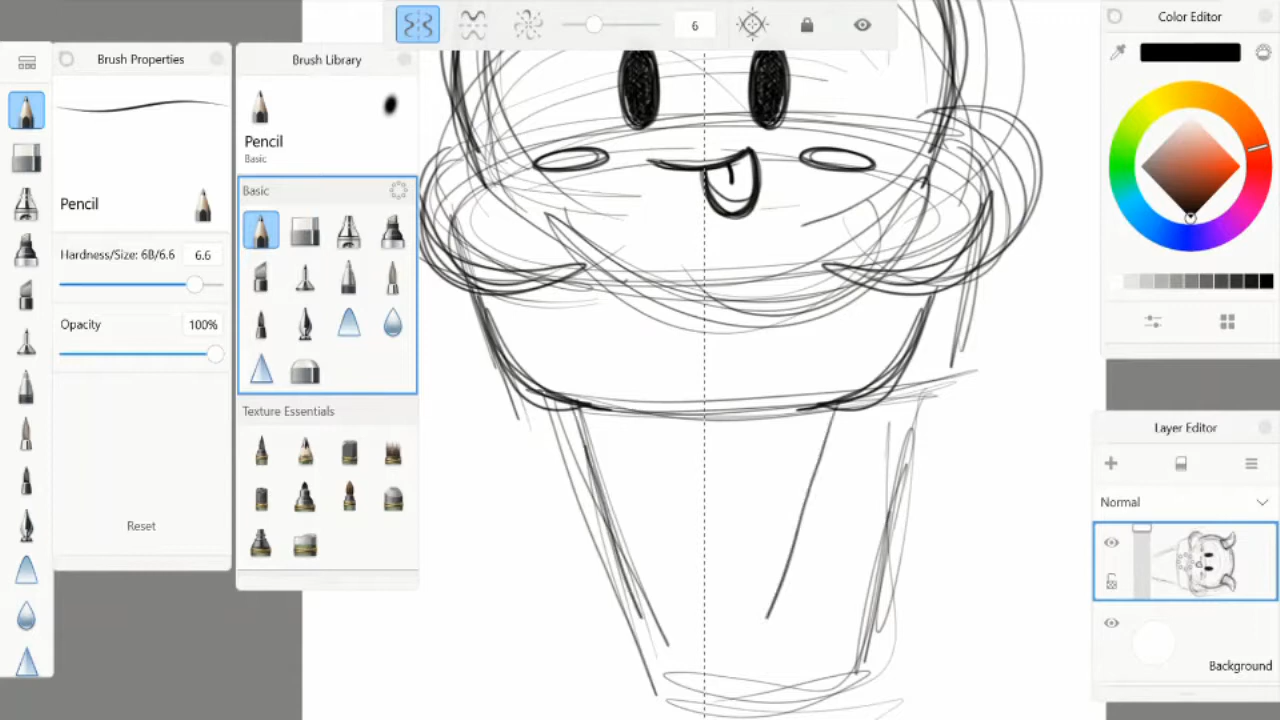 6
Brush Properties
Pencil
Hardness/Size: 6B/6.6
6.6
Opacity
100%
Reset
Brush Library
Pencil
Basic
Basic
Texture Essentials
Color Editor
Layer Editor
Normal
Background